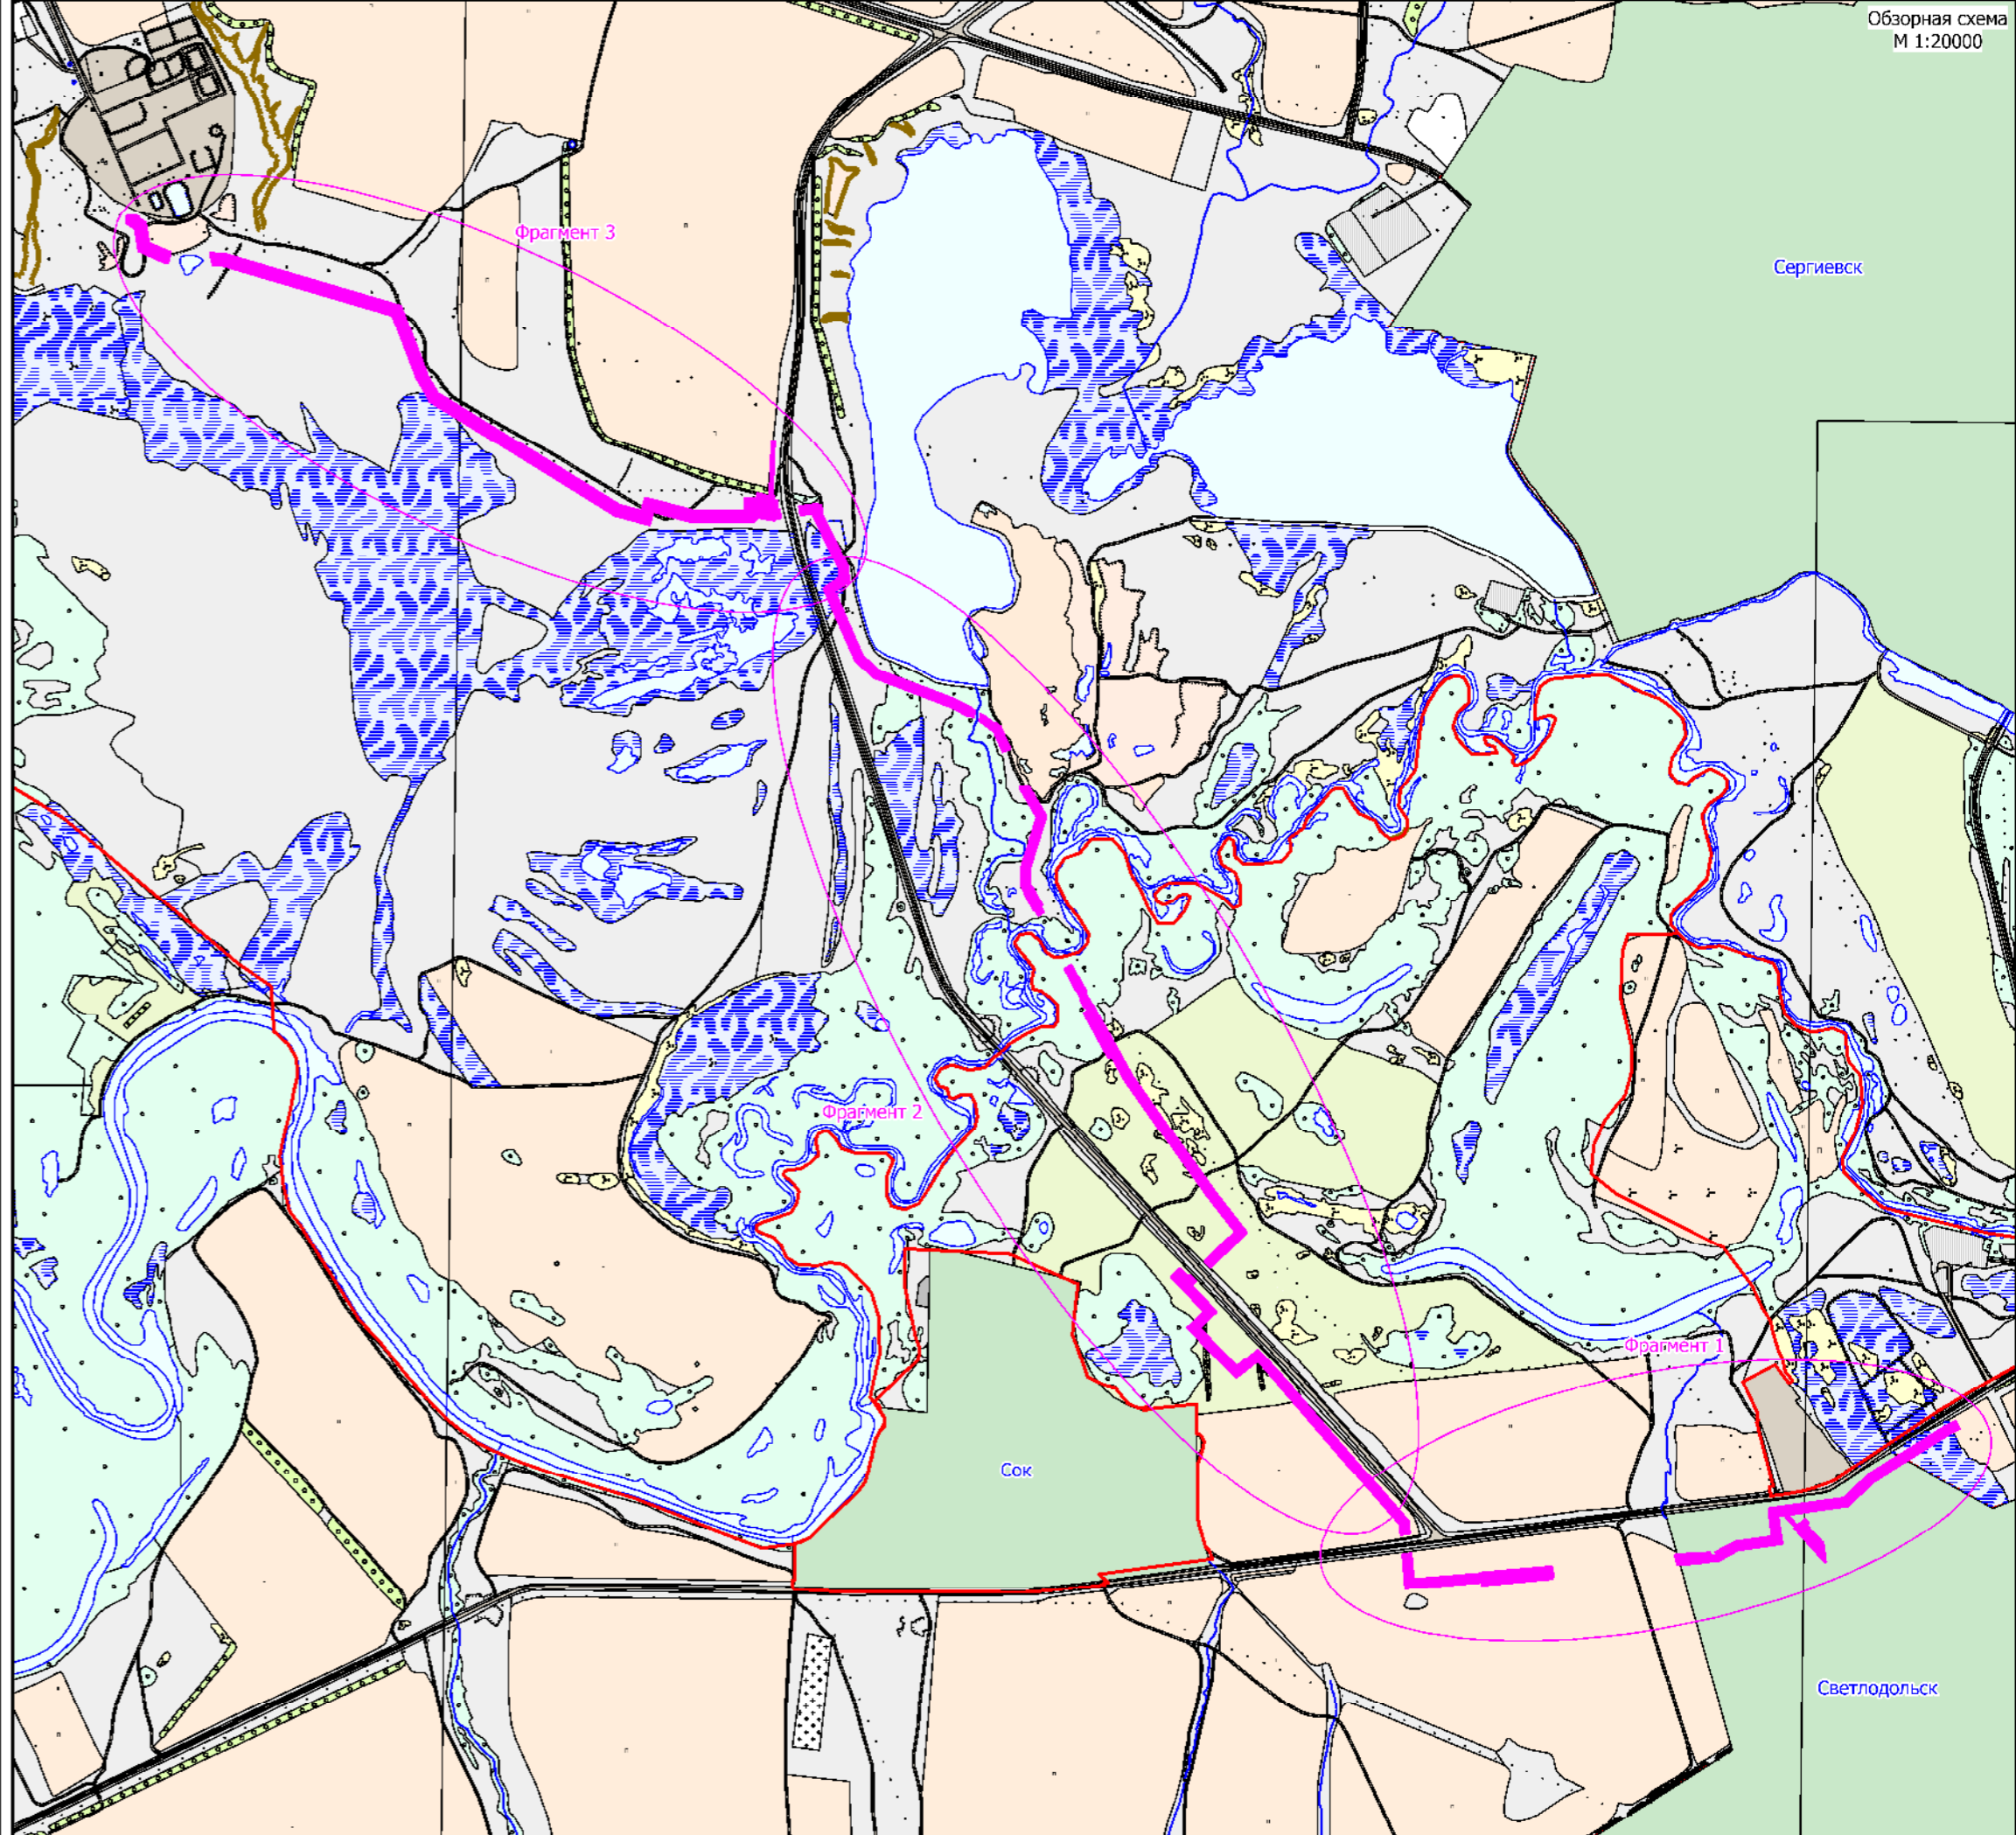 Обзорная схема
М 1:20000
Фрагмент 3
Сергиевск
Фрагмент 2
Фрагмент 1
Сок
Светлодольск